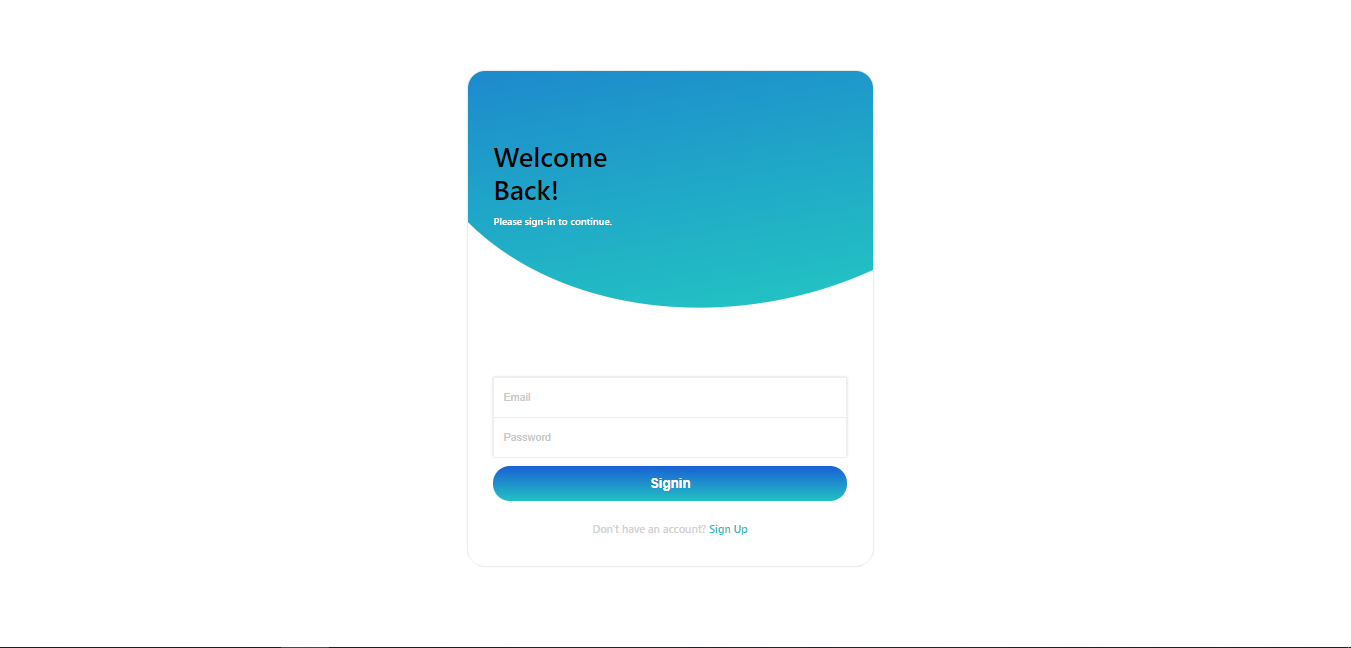 Welcome
Back!
Please sign-in to continue.
Email
Password
Signin
Don't have an account? Sign Up